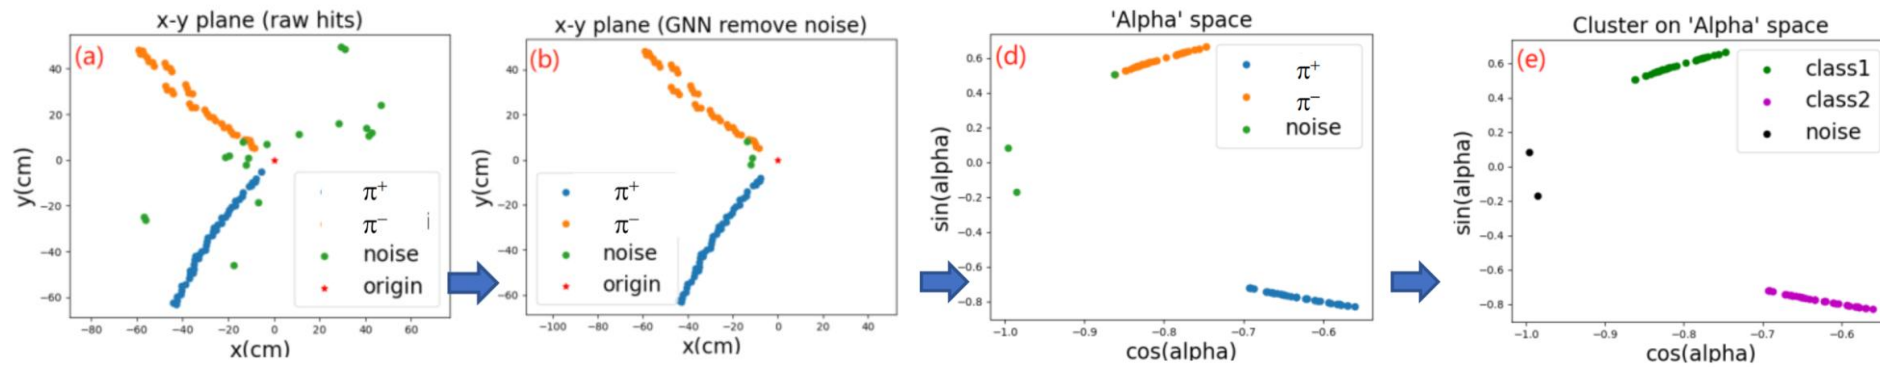 x-y plane (raw hits)
(a)
y(cm)
40
20
0
−20
−40
−60
π+
π− i
noise
origin
−80 −60 −40 −20 0 20 40 60
x(cm)
x-y plane (GNN remove noise)
(b)
y(cm)
40
20
0
−20
−40
−60
π+
π−
noise
origin
−100 −80 −60 −40 −20 0 20 40
x(cm)
'Alpha' space
(d)
sin(alpha)
0.6
0.4
0.2
0.0
−0.2
−0.4
−0.6
−0.8
π+
π−
noise
−1.0 −0.9 −0.8 −0.7 −0.6
cos(alpha)
Cluster on 'Alpha' space
(e)
sin(alpha)
0.6
0.4
0.2
0.0
−0.2
−0.4
−0.6
−0.8
class1
class2
noise
−1.0 −0.9 −0.8 −0.7 −0.6
cos(alpha)